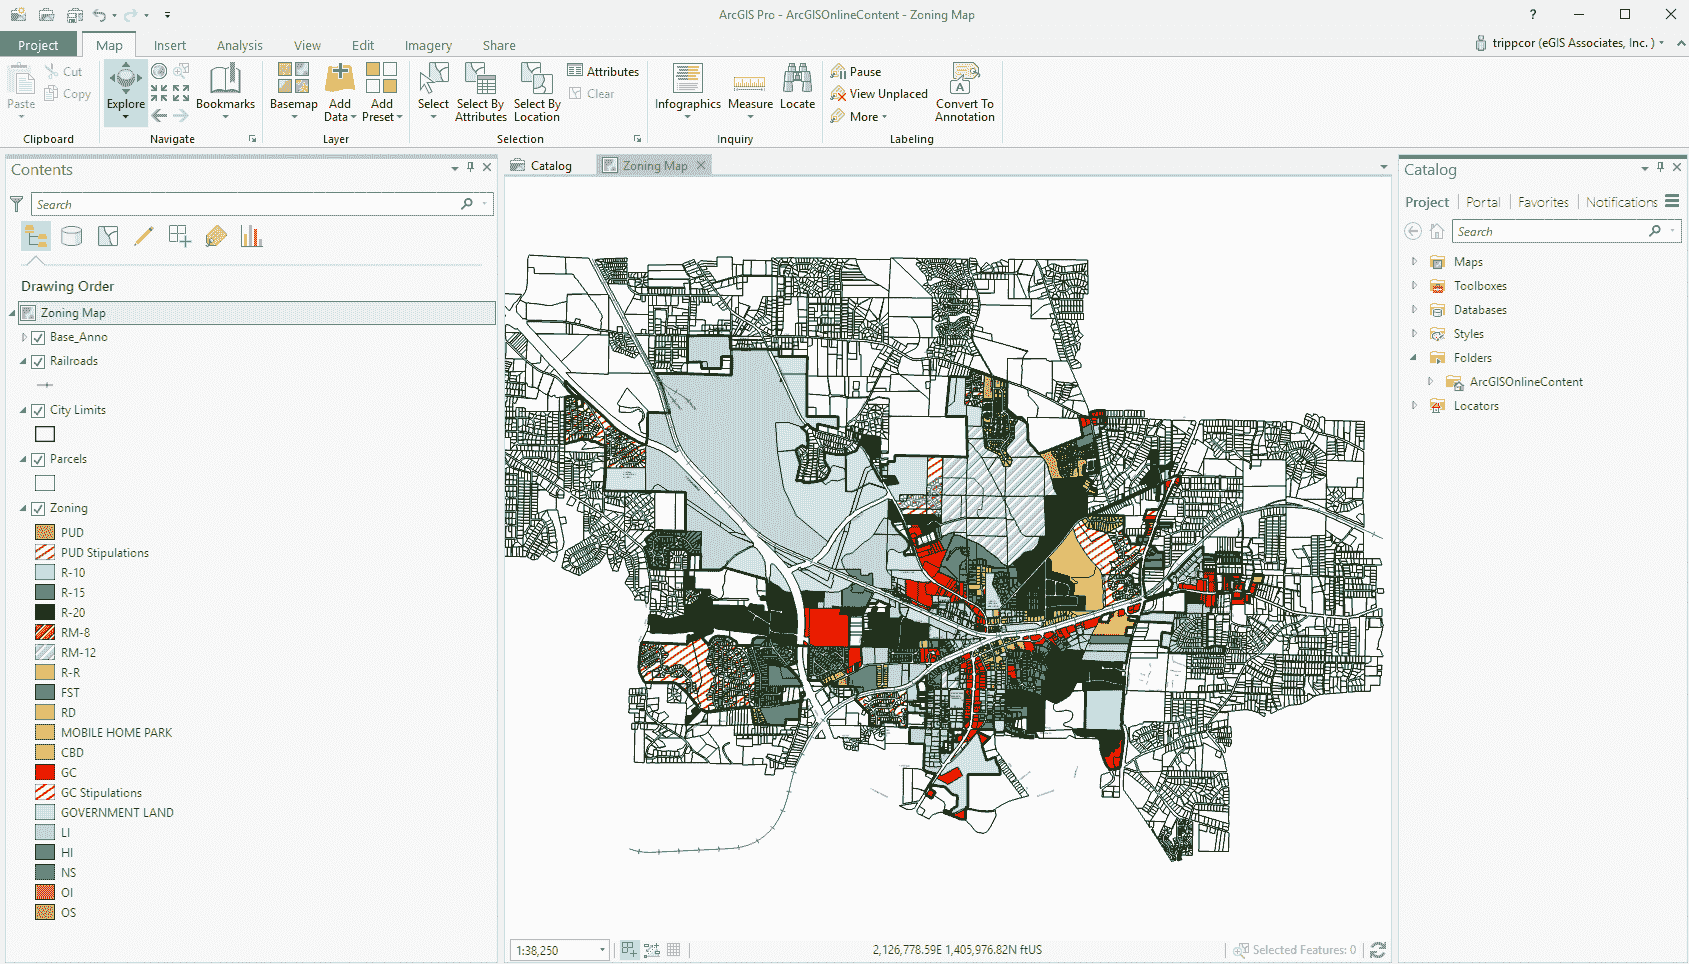 ArcGIS Pro - ArcGISOnlineContent - Zoning Map
?
Project
Map
Insert
Analysis
View
Edit
Imagery
Share
trippcor (eGIS Associates, Inc.)
Paste
Cut
Copy
Clipboard
Explore
Bookmarks
Navigate
Basemap
Add Data
Add Preset
Layer
Select
Select By Attributes
Select By Location
Attributes
Clear
Selection
Infographics
Measure
Locate
Inquiry
Pause
View Unplaced
More
Convert To Annotation
Labeling
Contents
Search
Drawing Order
Zoning Map
Base_Anno
Railroads
City Limits
Parcels
Zoning
PUD
PUD Stipulations
R-10
R-15
R-20
RM-8
RM-12
R-R
FST
RD
MOBILE HOME PARK
CBD
GC
GC Stipulations
GOVERNMENT LAND
LI
HI
NS
OI
OS
Catalog
Zoning Map
1:38,250
2,126,778.59E 1,405,976.82N ftUS
Selected Features: 0
Catalog
Project
Portal
Favorites
Notifications
Search
Maps
Toolboxes
Databases
Styles
Folders
ArcGISOnlineContent
Locators